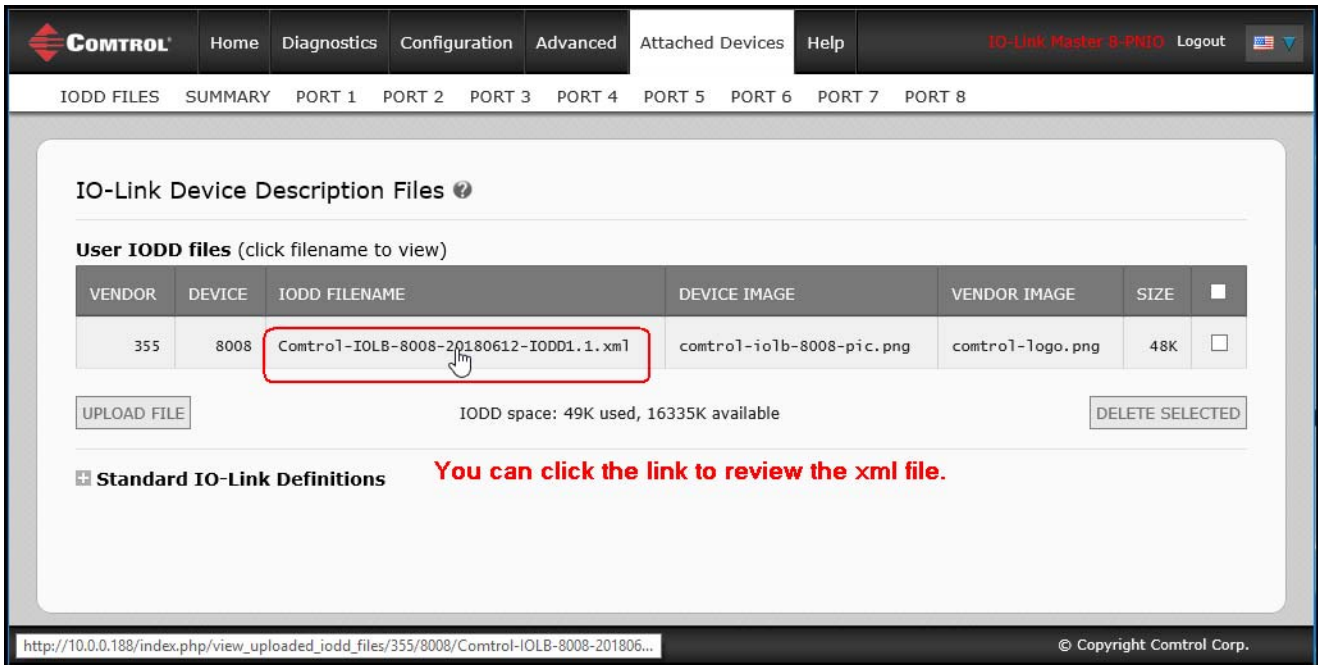 COMTROL Home Diagnostics Configuration Advanced Attached Devices Help IO-Link Master 8-PNIO Logout
IODD FILES SUMMARY PORT 1 PORT 2 PORT 3 PORT 4 PORT 5 PORT 6 PORT 7 PORT 8
IO-Link Device Description Files ?
User IODD files (click filename to view)
VENDOR DEVICE IODD FILENAME DEVICE IMAGE VENDOR IMAGE SIZE
355 8008 Comtrol-IOLB-8008-20180612-IODD1.1.xml comtrol-iolb-8008-pic.png comtrol-logo.png 48K
UPLOAD FILE IODD space: 49K used, 16335K available DELETE SELECTED
Standard IO-Link Definitions You can click the link to review the xml file.
http://10.0.0.188/index.php/view_uploaded_iodd_files/355/8008/Comtrol-IOLB-8008-201806... © Copyright Comtrol Corp.